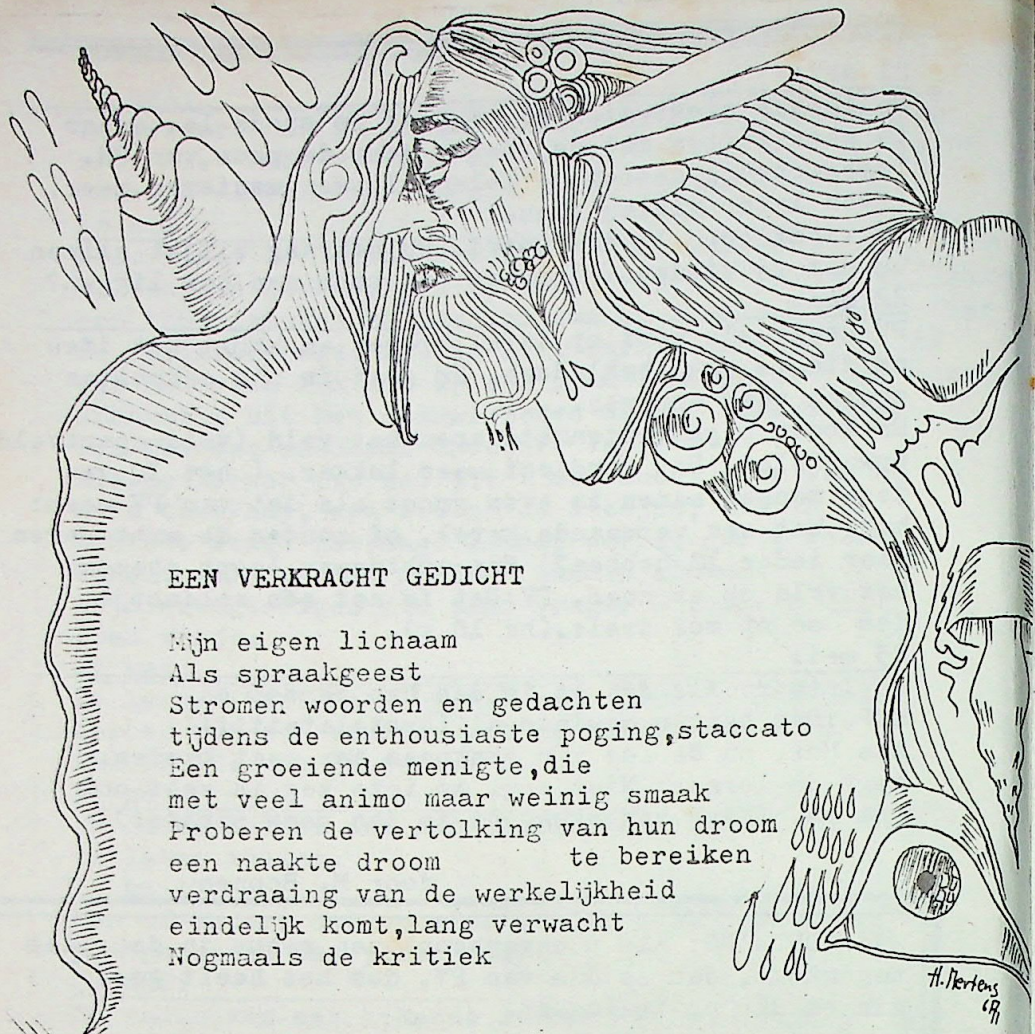 EEN VERKRACHT GEDICHT
Mijn eigen lichaam
Als spraakgeest
Stromen woorden en gedachten
tijdens de enthousiaste poging,staccato
Een groeiende menigte,die
met veel animo maar weinig smaak
Proberen de vertolking van hun droom
een naakte droom te bereiken
verdraaing van de werkelijkheid
eindelijk komt,lang verwacht
Nogmaals de kritiek
H. Mertens